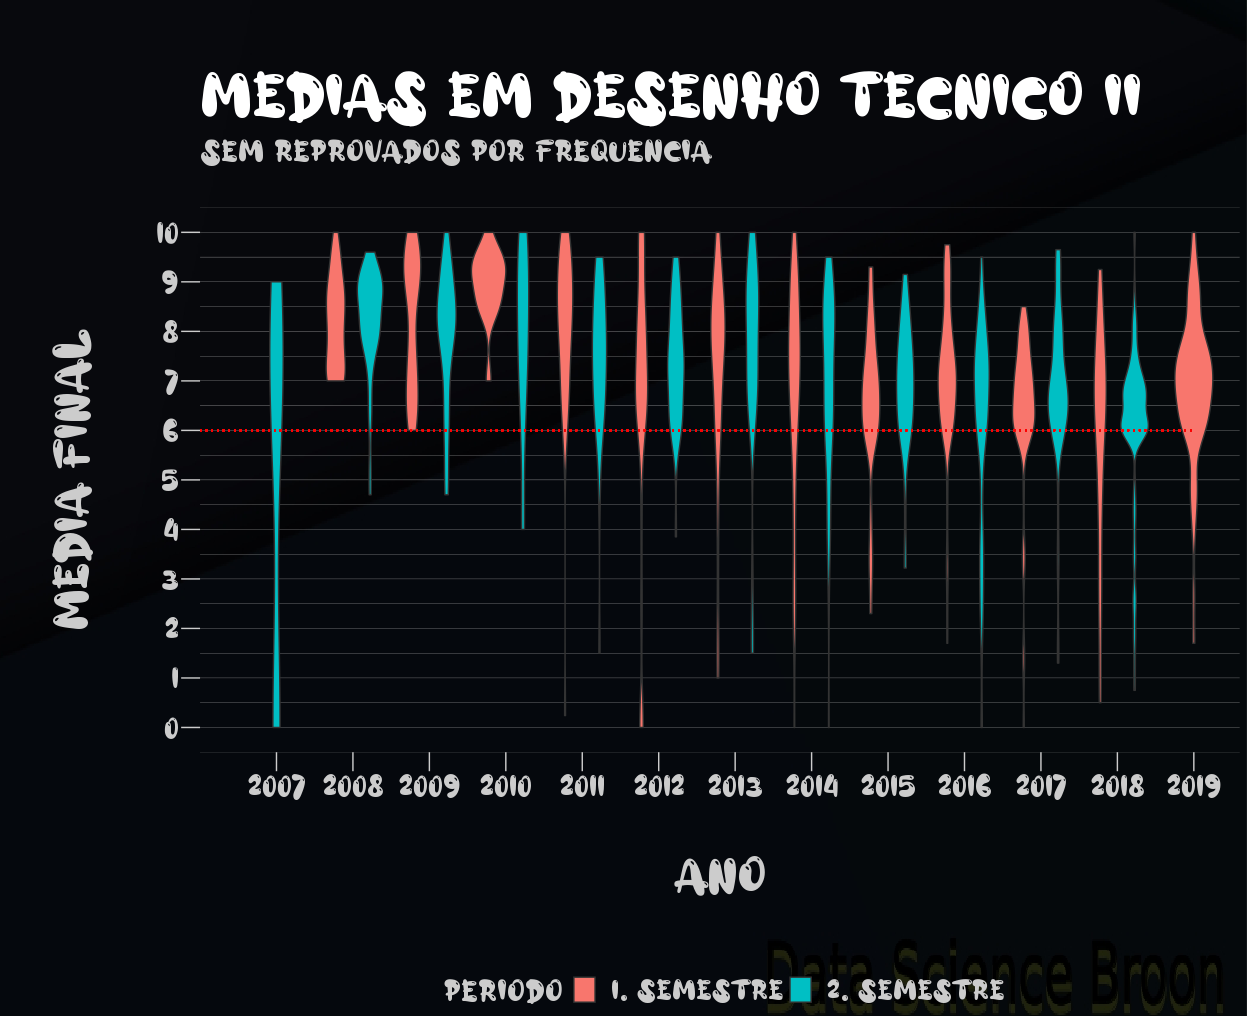 MEDIAS EM DESENHO TECNICO II
SEM REPROVADOS POR FREQUENCIA
MEDIA FINAL
10
9
8
7
6
5
4
3
2
1
0
2007 2008 2009 2010 2011 2012 2013 2014 2015 2016 2017 2018 2019
ANO
Data Science Broon
PERIODO 1. SEMESTRE 2. SEMESTRE